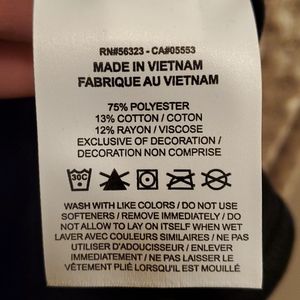 RN#56323 - CA#05553
MADE IN VIETNAM
FABRIQUE AU VIETNAM
75% POLYESTER
13% COTTON / COTON
12% RAYON / VISCOSE
EXCLUSIVE OF DECORATION /
DECORATION NON COMPRISE
30C
WASH WITH LIKE COLORS / DO NOT USE
SOFTENERS / REMOVE IMMEDIATELY / DO
NOT ALLOW TO LAY ON ITSELF WHEN WET
LAVER AVEC COULEURS SIMILAIRES / NE PAS
UTILISER D'ADOUCISSEUR / ENLEVER
IMMÉDIATEMENT / NE PAS LAISSER LE
VÊTEMENT PLIÉ LORSQU'IL EST MOUILLÉ